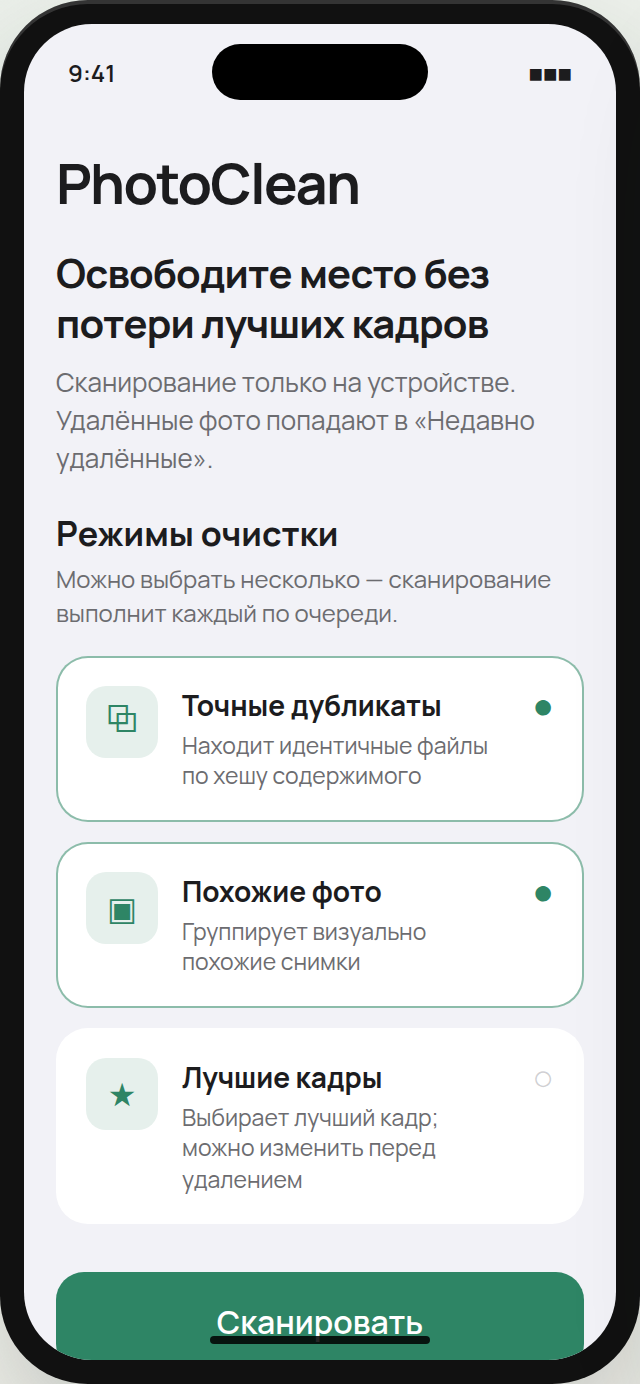 9:41
PhotoClean
Освободите место без
потери лучших кадров
Сканирование только на устройстве.
Удалённые фото попадают в «Недавно
удалённые».
Режимы очистки
Можно выбрать несколько — сканирование
выполнит каждый по очереди.
Точные дубликаты
Находит идентичные файлы
по хешу содержимого
Похожие фото
Группирует визуально
похожие снимки
Лучшие кадры
Выбирает лучший кадр;
можно изменить перед
удалением
Сканировать